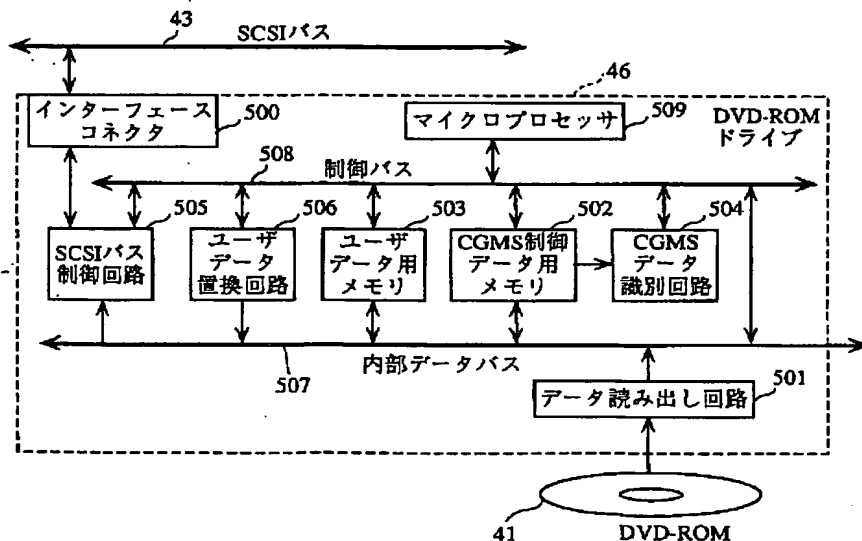 43
SCSIバス
46
インターフェース
コネクタ
500
マイクロプロセッサ
509
DVD-ROM
ドライブ
508
制御バス
505
506
503
502
504
SCSIバス
制御回路
ユーザ
データ
置換回路
ユーザ
データ用
メモリ
CGMS制御
データ用
メモリ
CGMS
データ
識別回路
507
内部データバス
データ読み出し回路
501
41
DVD-ROM